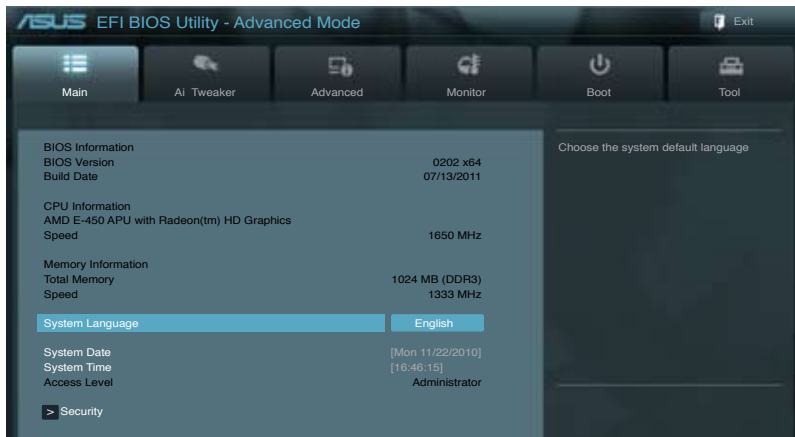 ASUS EFI BIOS Utility - Advanced Mode
Exit
Main
Ai Tweaker
Advanced
Monitor
Boot
Tool
BIOS Information
BIOS Version 0202 x64
Build Date 07/13/2011
CPU Information
AMD E-450 APU with Radeon(tm) HD Graphics
Speed 1650 MHz
Memory Information
Total Memory 1024 MB (DDR3)
Speed 1333 MHz
System Language English
System Date [Mon 11/22/2010]
System Time [16:46:15]
Access Level Administrator
> Security
Choose the system default language